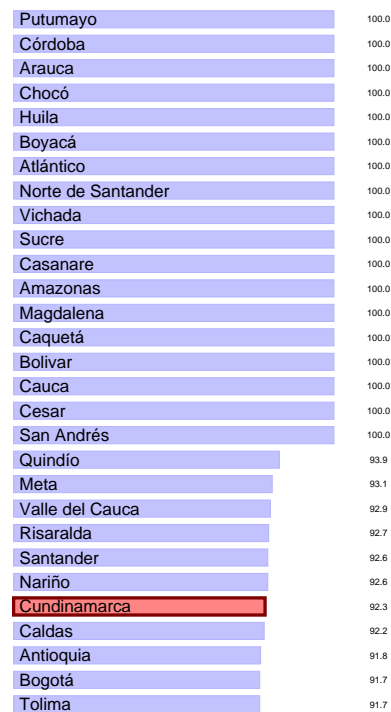 Putumayo 100.0
Córdoba 100.0
Arauca 100.0
Chocó 100.0
Huila 100.0
Boyacá 100.0
Atlántico 100.0
Norte de Santander 100.0
Vichada 100.0
Sucre 100.0
Casanare 100.0
Amazonas 100.0
Magdalena 100.0
Caquetá 100.0
Bolivar 100.0
Cauca 100.0
Cesar 100.0
San Andrés 100.0
Quindío 93.9
Meta 93.1
Valle del Cauca 92.9
Risaralda 92.7
Santander 92.6
Nariño 92.6
Cundinamarca 92.3
Caldas 92.2
Antioquia 91.8
Bogotá 91.7
Tolima 91.7